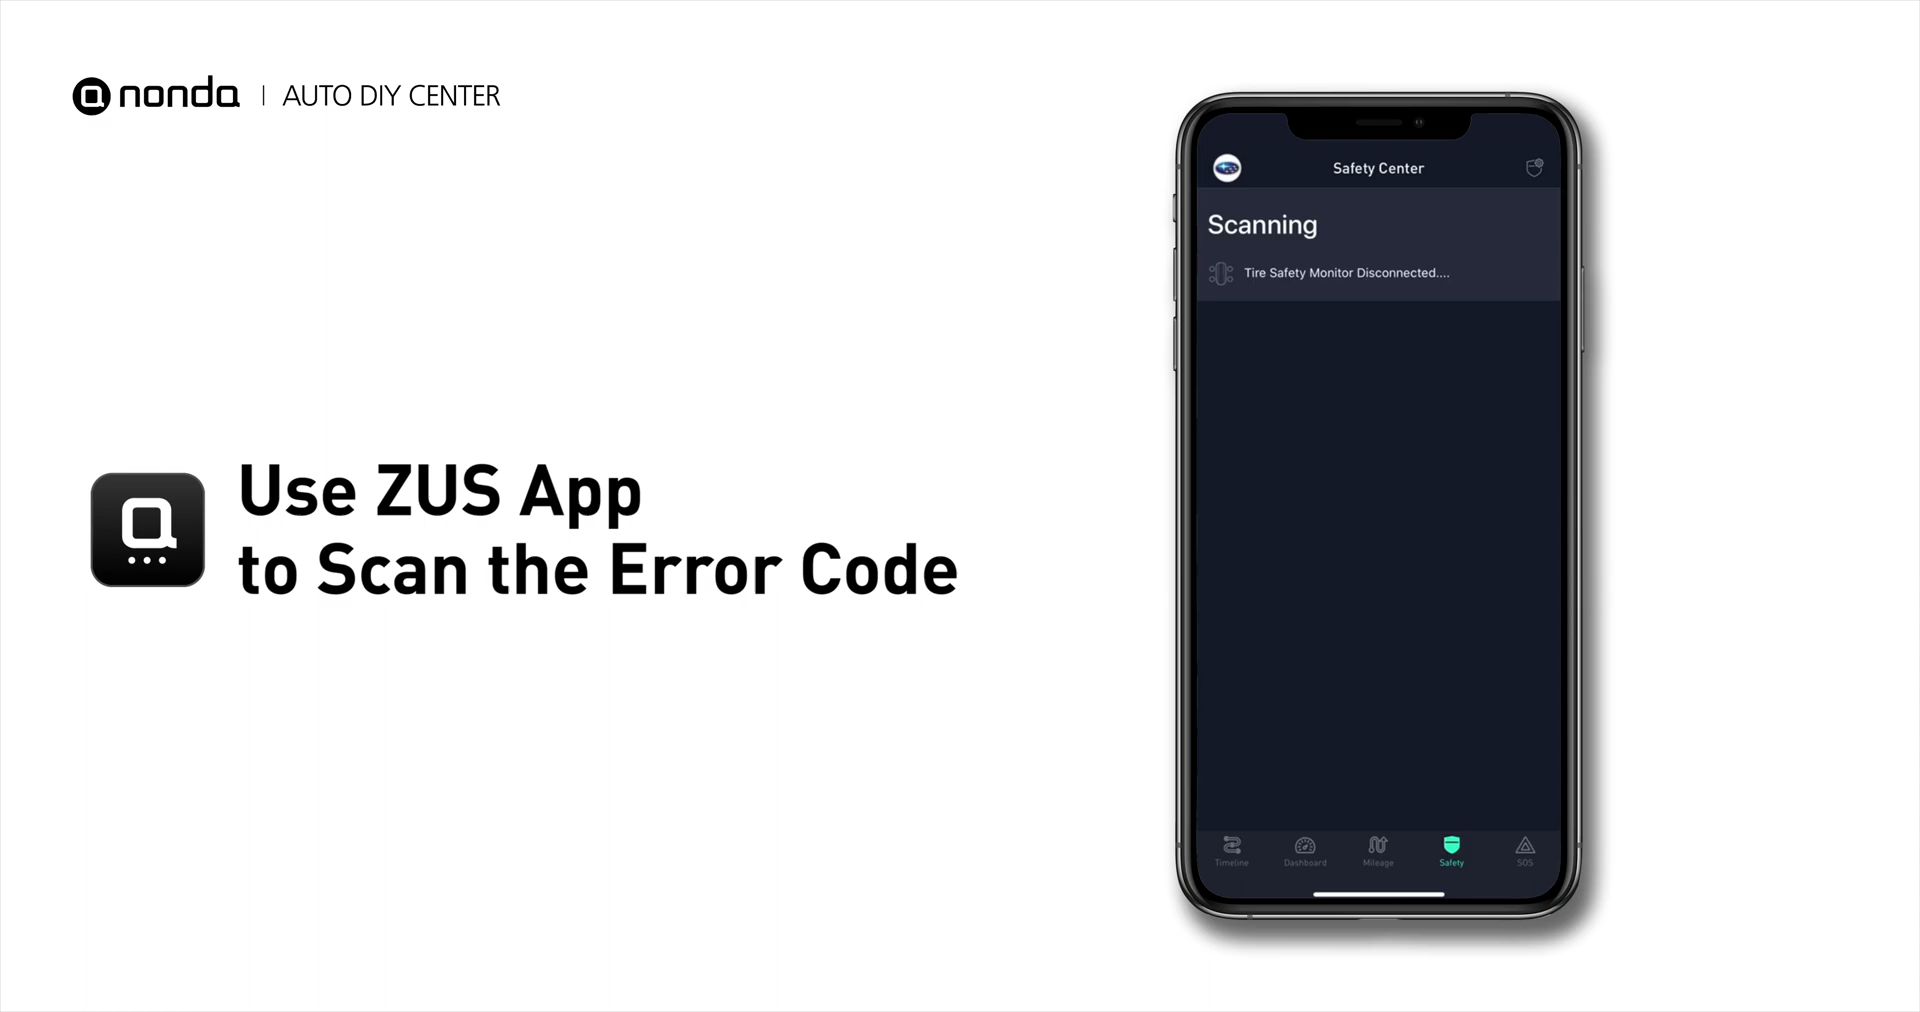 nonda | AUTO DIY CENTER
Use ZUS App
to Scan the Error Code
Safety Center
Scanning
Tire Safety Monitor Disconnected....
Timeline
Dashboard
Mileage
Safety
SOS